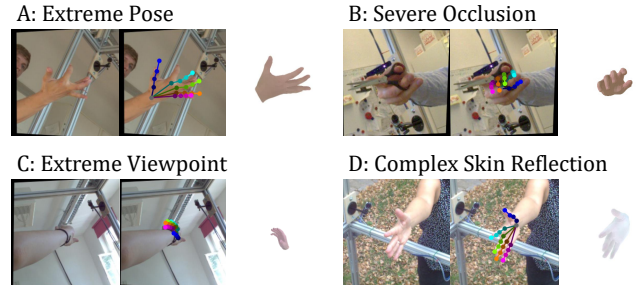 A: Extreme Pose
B: Severe Occlusion
C: Extreme Viewpoint
D: Complex Skin Reflection